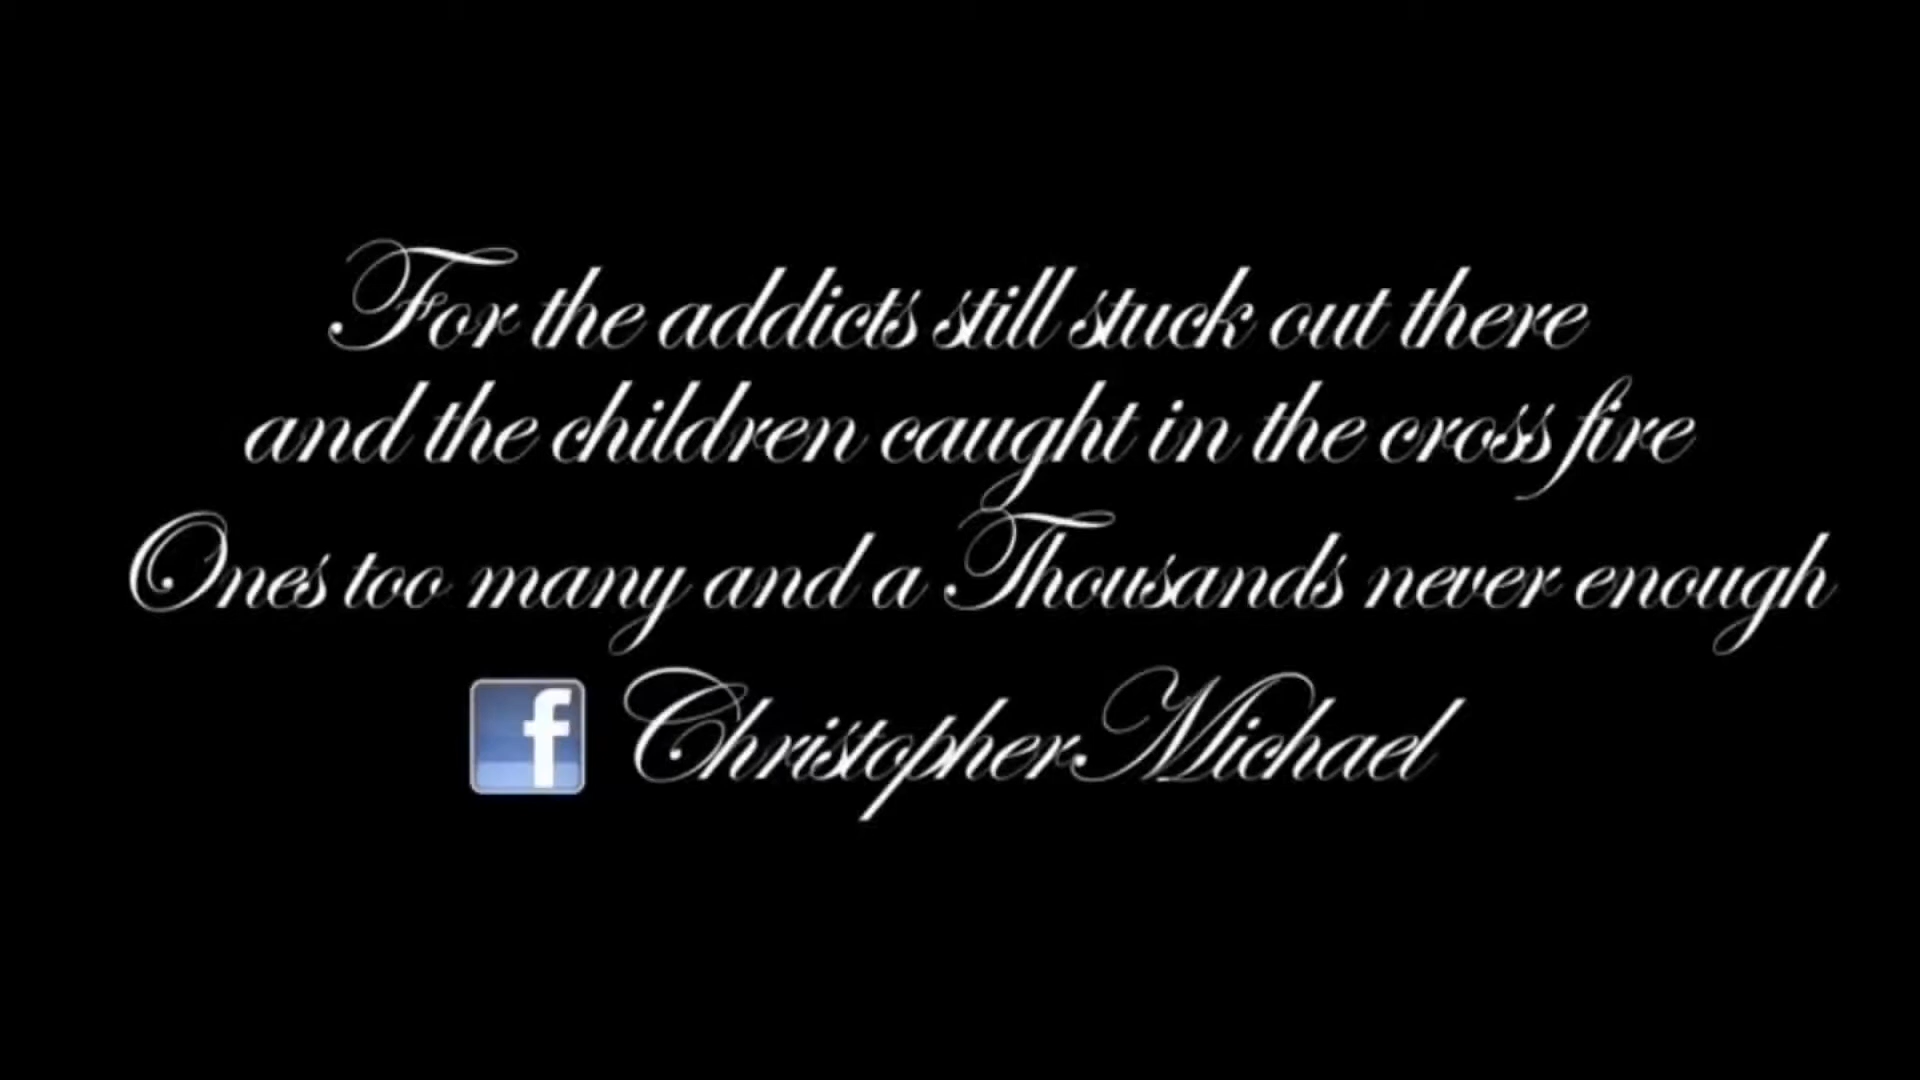 For the addicts still stuck out there
and the children caught in the cross fire
Ones too many and a Thousands never enough
f ChristopherMichael